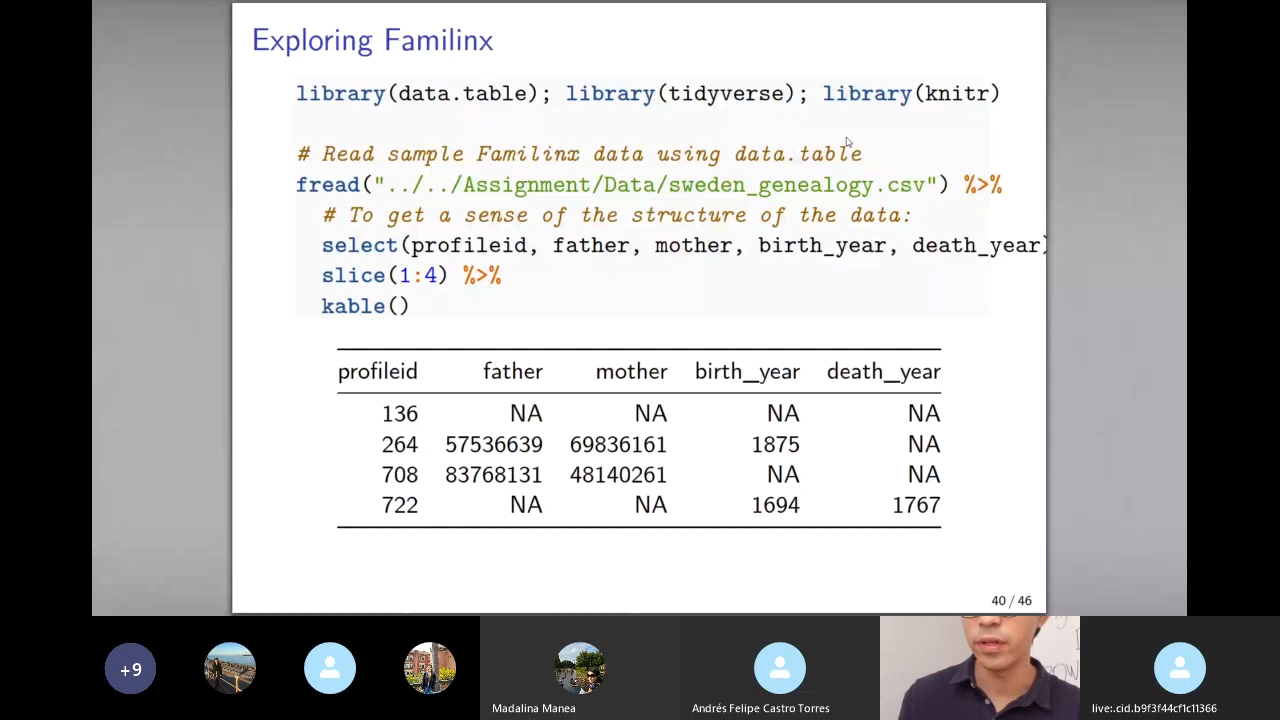 Exploring Familinx
library(data.table); library(tidyverse); library(knitr)
# Read sample Familinx data using data.table
fread("../../Assignment/Data/sweden_genealogy.csv") %>%
# To get a sense of the structure of the data:
select(profileid, father, mother, birth_year, death_year)
slice(1:4) %>%
kable()
profileid father mother birth_year death_year
136 NA NA NA NA
264 57536639 69836161 1875 NA
708 83768131 48140261 NA NA
722 NA NA 1694 1767
40 / 46
+9
Madalina Manea
Andrés Felipe Castro Torres
live:.cid.b9f3f44cf1c11366